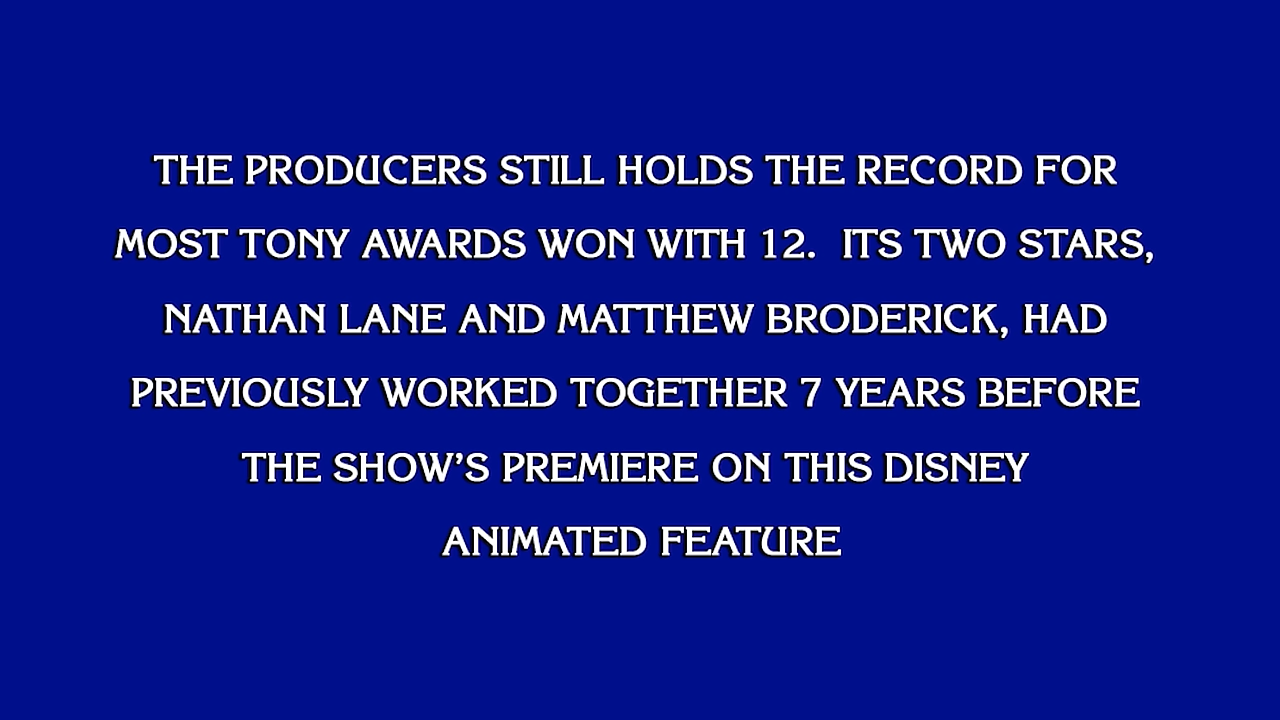 THE PRODUCERS STILL HOLDS THE RECORD FOR
MOST TONY AWARDS WON WITH 12.  ITS TWO STARS,
NATHAN LANE AND MATTHEW BRODERICK, HAD
PREVIOUSLY WORKED TOGETHER 7 YEARS BEFORE
THE SHOW’S PREMIERE ON THIS DISNEY
ANIMATED FEATURE